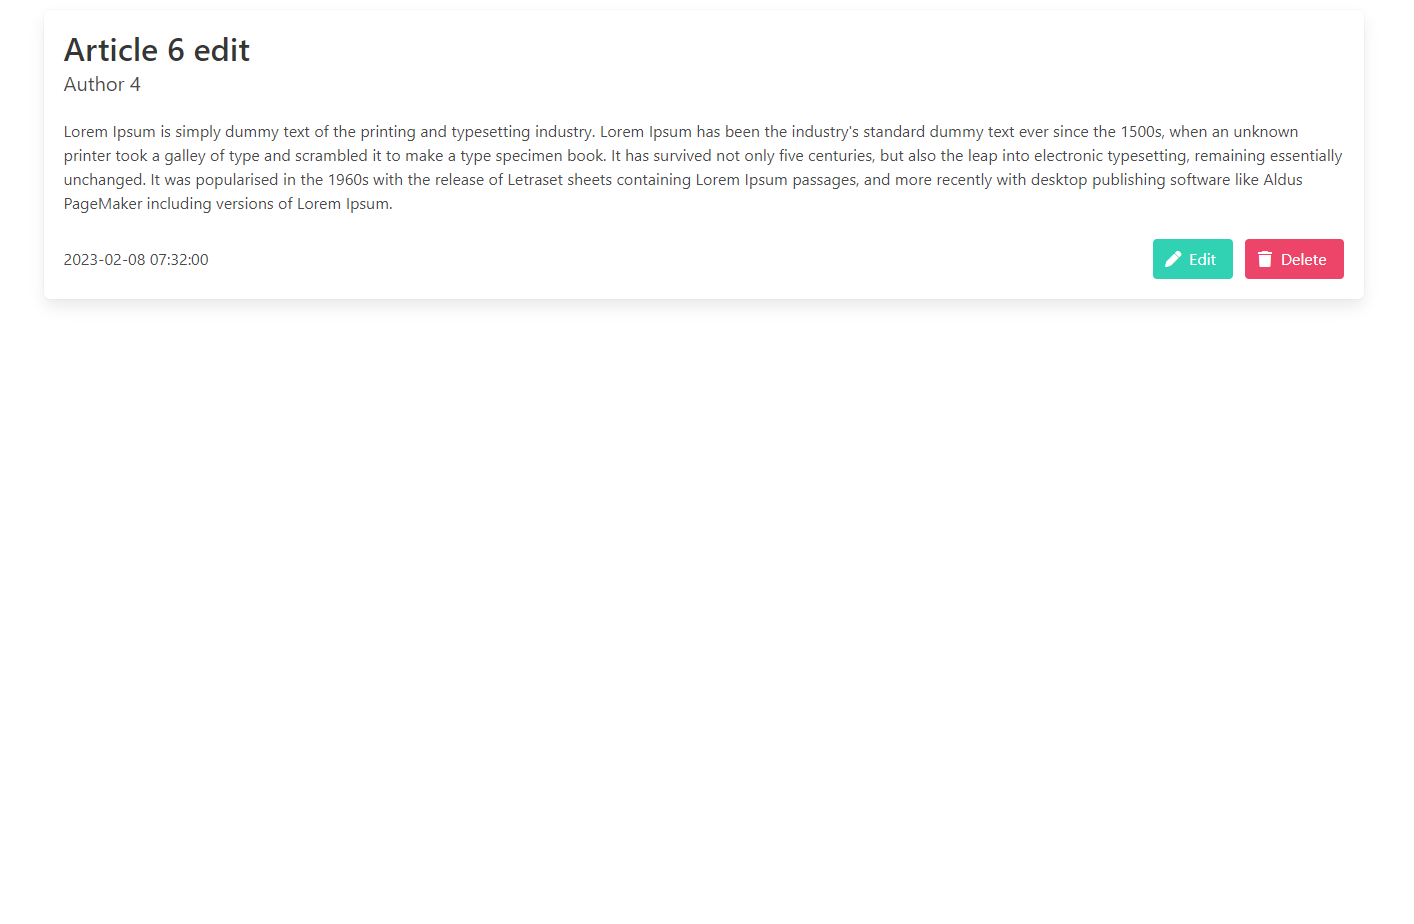 Article 6 edit
Author 4
Lorem Ipsum is simply dummy text of the printing and typesetting industry. Lorem Ipsum has been the industry's standard dummy text ever since the 1500s, when an unknown
printer took a galley of type and scrambled it to make a type specimen book. It has survived not only five centuries, but also the leap into electronic typesetting, remaining essentially
unchanged. It was popularised in the 1960s with the release of Letraset sheets containing Lorem Ipsum passages, and more recently with desktop publishing software like Aldus
PageMaker including versions of Lorem Ipsum.
2023-02-08 07:32:00 Edit Delete